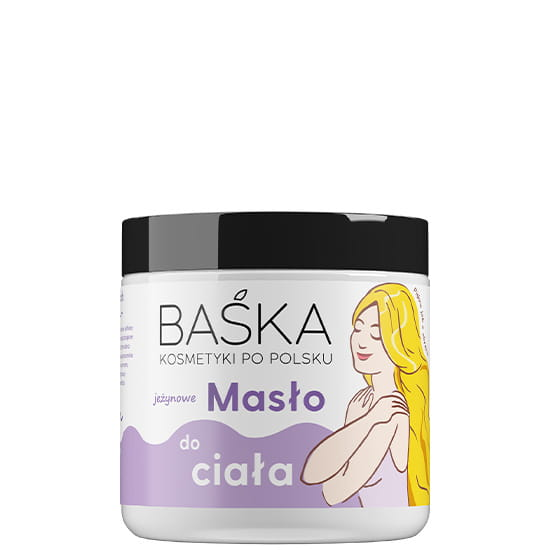 BAŚKA
KOSMETYKI PO POLSKU
jeżynowe Masło
do
ciała